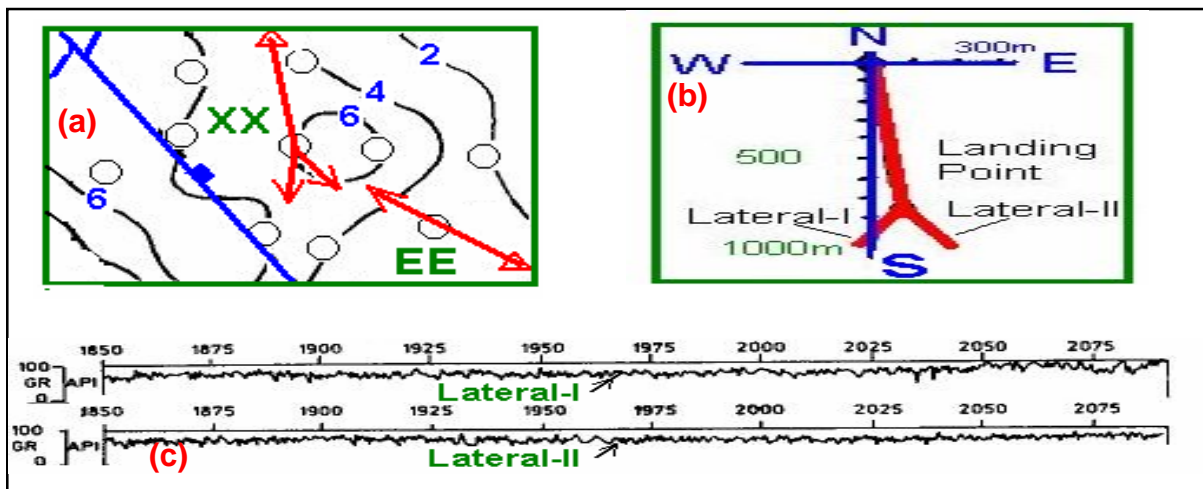 (a)
XX
2
4
6
6
EE
(b)
N
W
300m
E
500
Landing
Point
Lateral-I
Lateral-II
1000m
S
1850 1875 1900 1925 1950 1975 2000 2025 2050 2075
100
GR API
0
Lateral-I
1850 1875 1900 1925 1950 1975 2000 2025 2050 2075
100
GR API
0
(c)
Lateral-II